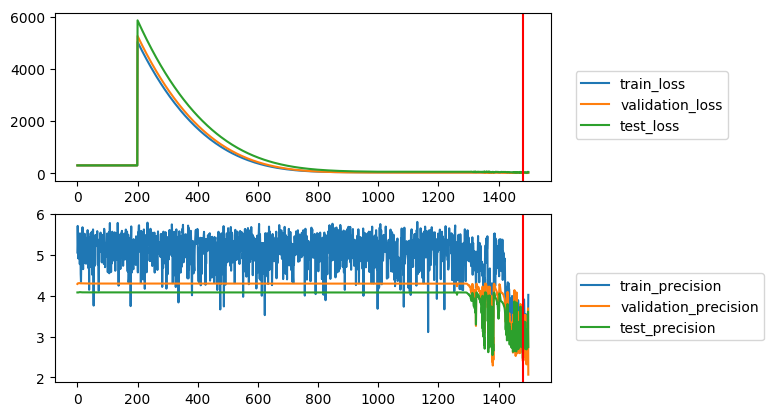 6000
4000
2000
0
0 200 400 600 800 1000 1200 1400
train_loss
validation_loss
test_loss
6
5
4
3
2
0 200 400 600 800 1000 1200 1400
train_precision
validation_precision
test_precision